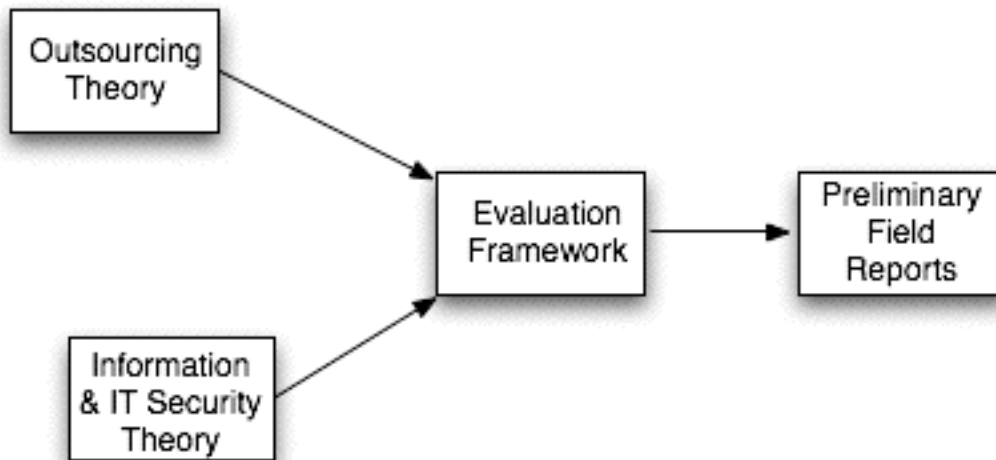 Outsourcing
Theory
Evaluation
Framework
Preliminary
Field
Reports
Information
& IT Security
Theory